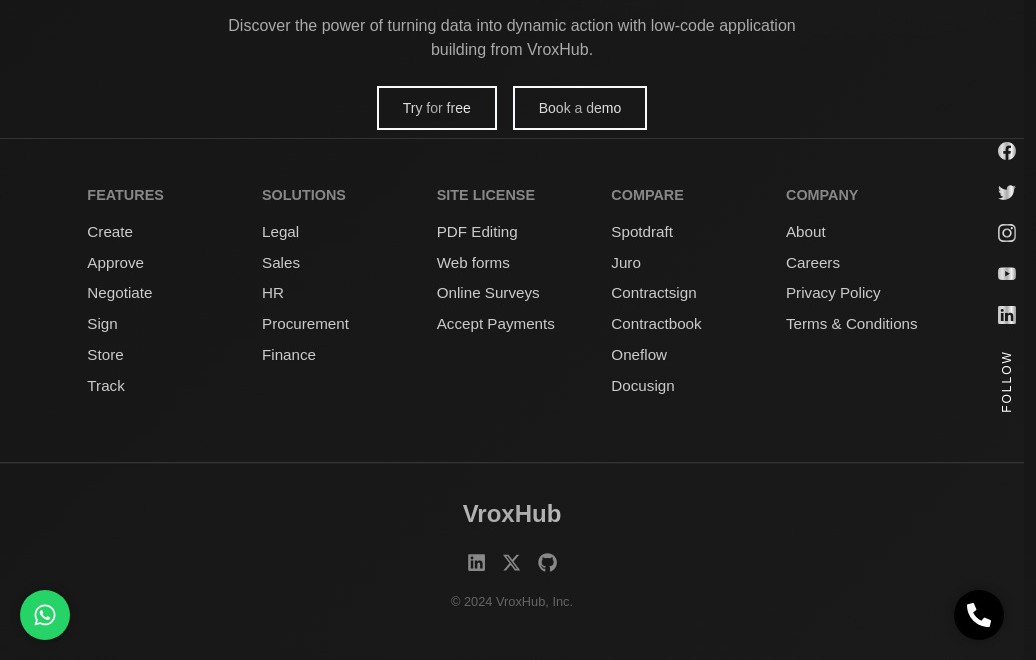 Discover the power of turning data into dynamic action with low-code application
building from VroxHub.
Try for free
Book a demo
FEATURES
Create
Approve
Negotiate
Sign
Store
Track
SOLUTIONS
Legal
Sales
HR
Procurement
Finance
SITE LICENSE
PDF Editing
Web forms
Online Surveys
Accept Payments
COMPARE
Spotdraft
Juro
Contractsign
Contractbook
Oneflow
Docusign
COMPANY
About
Careers
Privacy Policy
Terms & Conditions
FOLLOW
VroxHub
© 2024 VroxHub, Inc.